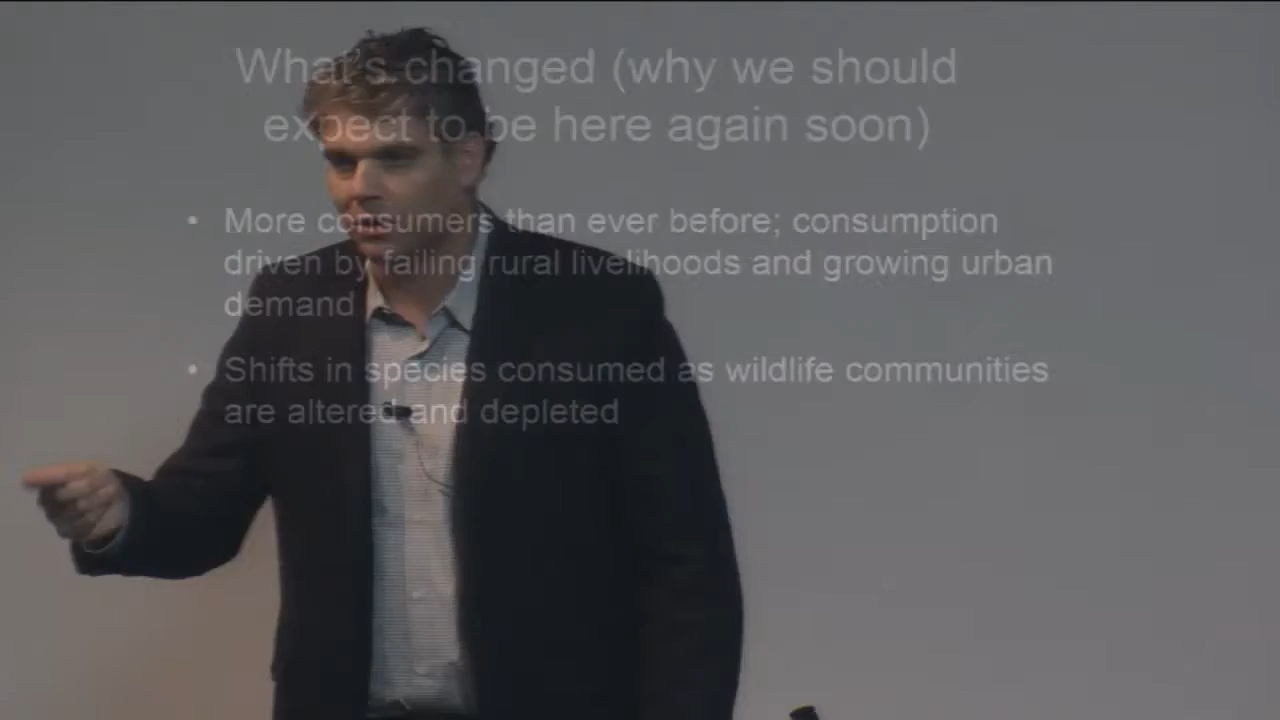 What's changed (why we should
expect to be here again soon)
• More consumers than ever before; consumption
driven by failing rural livelihoods and growing urban
demand
• Shifts in species consumed as wildlife communities
are altered and depleted